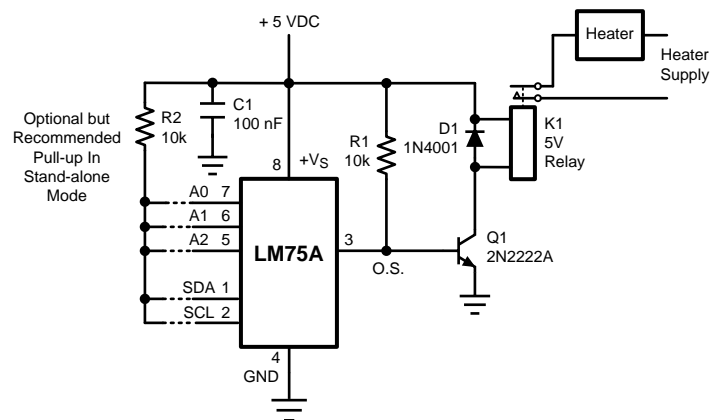 + 5 VDC
Heater
Heater
Supply
Optional but
Recommended
Pull-up In
Stand-alone
Mode
R2
10k
C1
100 nF
R1
10k
D1
1N4001
K1
5V
Relay
8
+VS
A0 7
A1 6
A2 5
LM75A
3
O.S.
Q1
2N2222A
SDA 1
SCL 2
4
GND